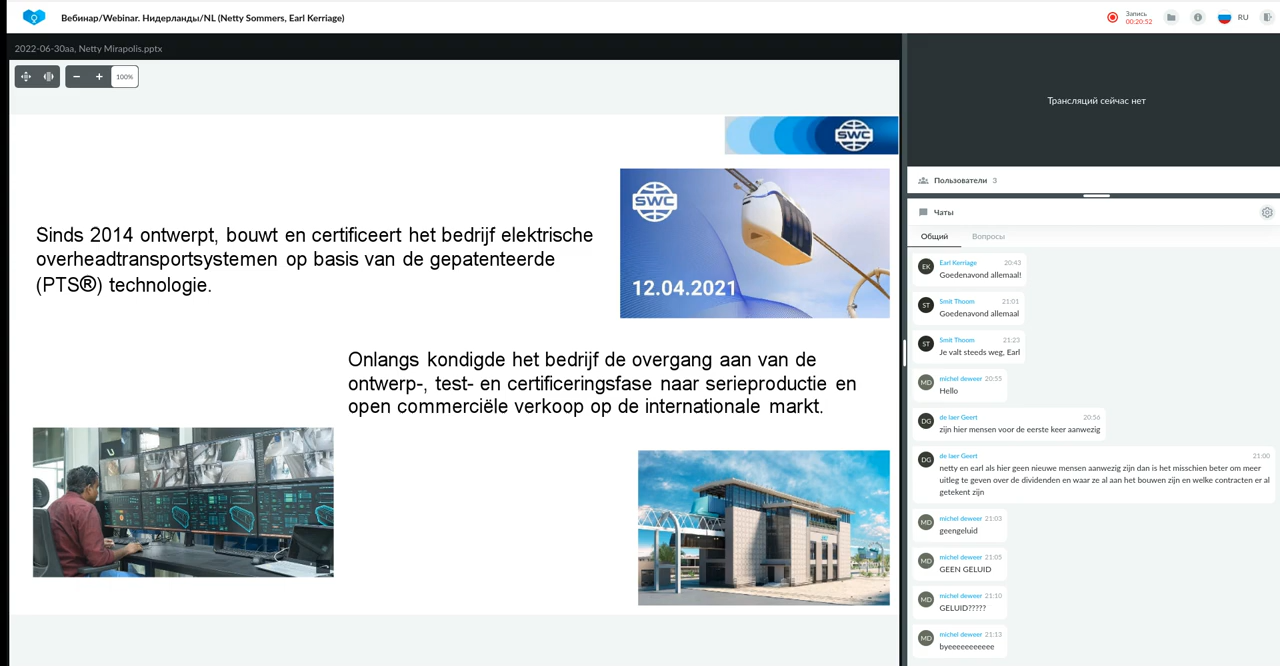 Вебинар/Webinar. Нидерланды/NL (Netty Sommers, Earl Kerriage)
Запись
00:20:52
RU
2022-06-30aa, Netty Mirapolis.pptx
100%
SWC
SWC
12.04.2021
Sinds 2014 ontwerpt, bouwt en certificeert het bedrijf elektrische
overheadtransportsystemen op basis van de gepatenteerde
(PTS®) technologie.
Onlangs kondigde het bedrijf de overgang aan van de
ontwerp-, test- en certificeringsfase naar serieproductie en
open commerciële verkoop op de internationale markt.
Трансляций сейчас нет
Пользователи 3
Чаты
Общий Вопросы
EK Earl Kerriage 20:43
Goedenavond allemaal!
ST Smit Thoom 21:01
Goedenavond allemaal
ST Smit Thoom 21:23
Je valt steeds weg, Earl
MD michel deweer 20:55
Hello
DG de laer Geert 20:56
zijn hier mensen voor de eerste keer aanwezig
DG de laer Geert 21:00
netty en earl als hier geen nieuwe mensen aanwezig zijn dan is het misschien beter om meer
uitleg te geven over de dividenden en waar ze al aan het bouwen zijn en welke contracten er al
getekent zijn
MD michel deweer 21:03
geengeluid
MD michel deweer 21:05
GEEN GELUID
MD michel deweer 21:10
GELUID?????
MD michel deweer 21:13
byeeeeeeeeeee